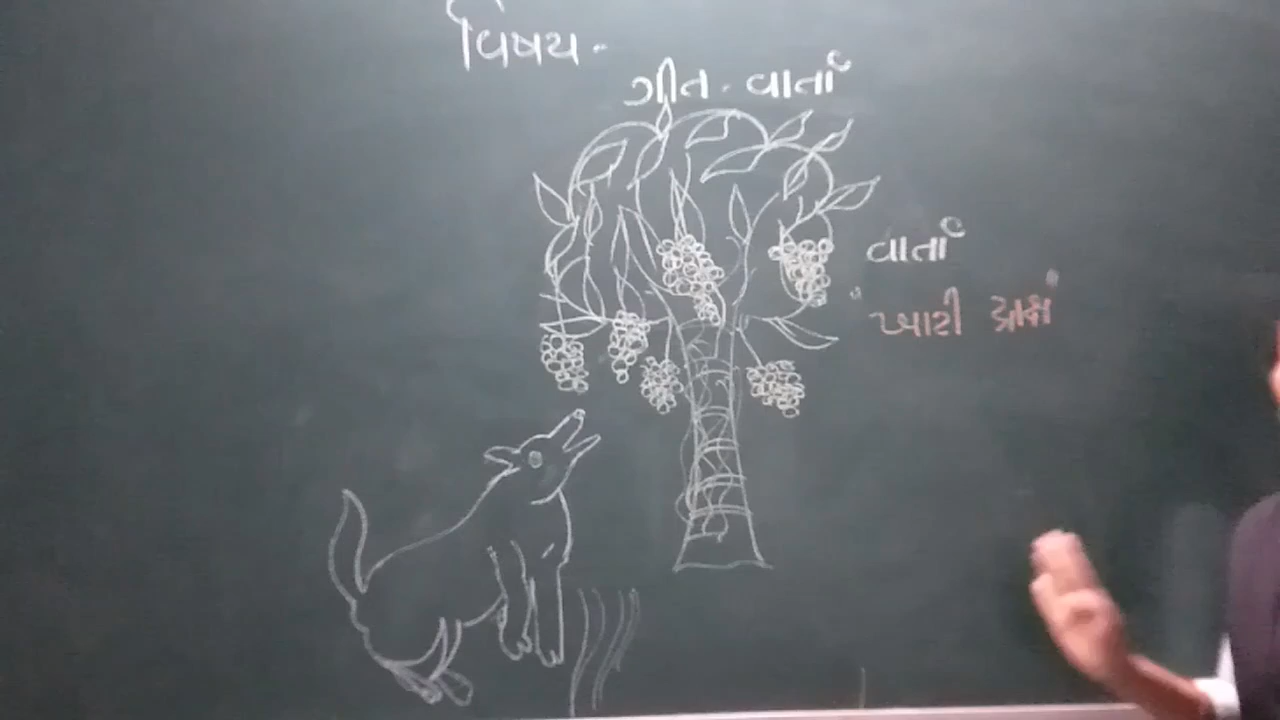 વિષય -
ગીત - વાર્તા
વાર્તા
"ખાટી દ્રાક્ષ"